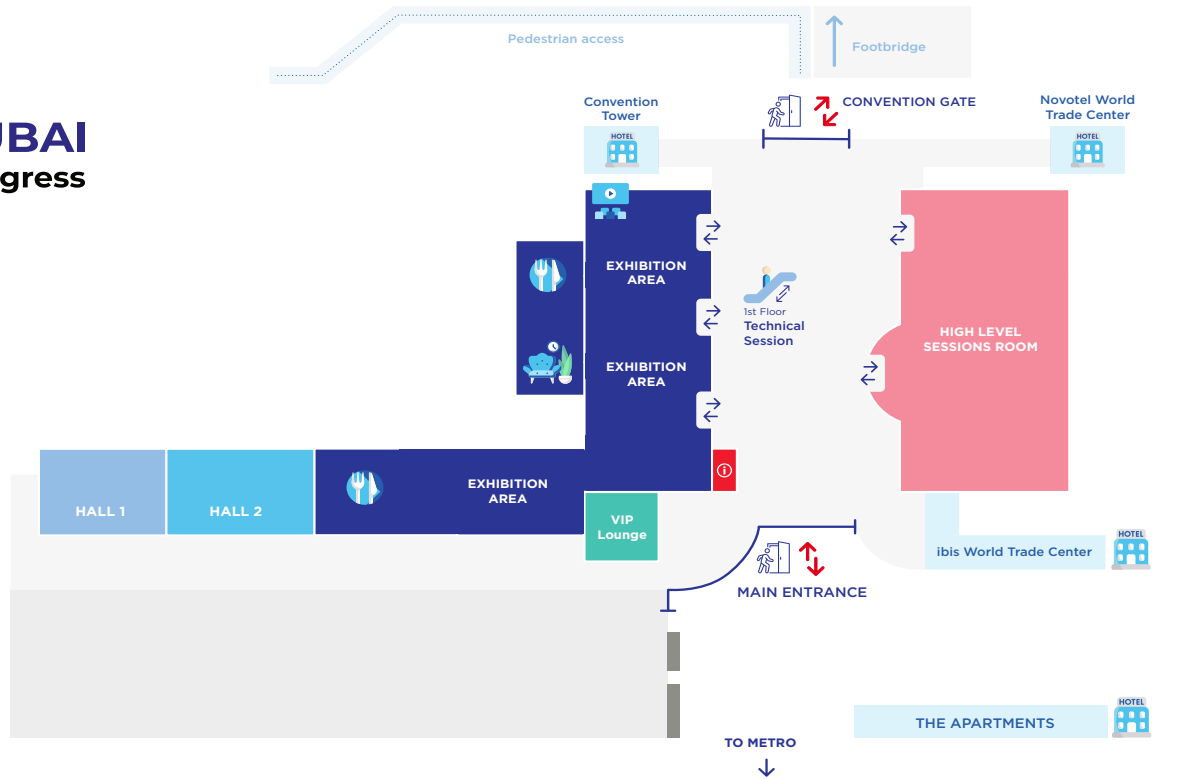 Pedestrian access
Footbridge
Convention
Tower
CONVENTION GATE
Novotel World
Trade Center
UBAI
gress
HOTEL
HOTEL
EXHIBITION
AREA
1st Floor
Technical
Session
HIGH LEVEL
SESSIONS ROOM
EXHIBITION
AREA
HALL 1
HALL 2
EXHIBITION
AREA
i
VIP
Lounge
ibis World Trade Center
HOTEL
MAIN ENTRANCE
THE APARTMENTS
HOTEL
TO METRO